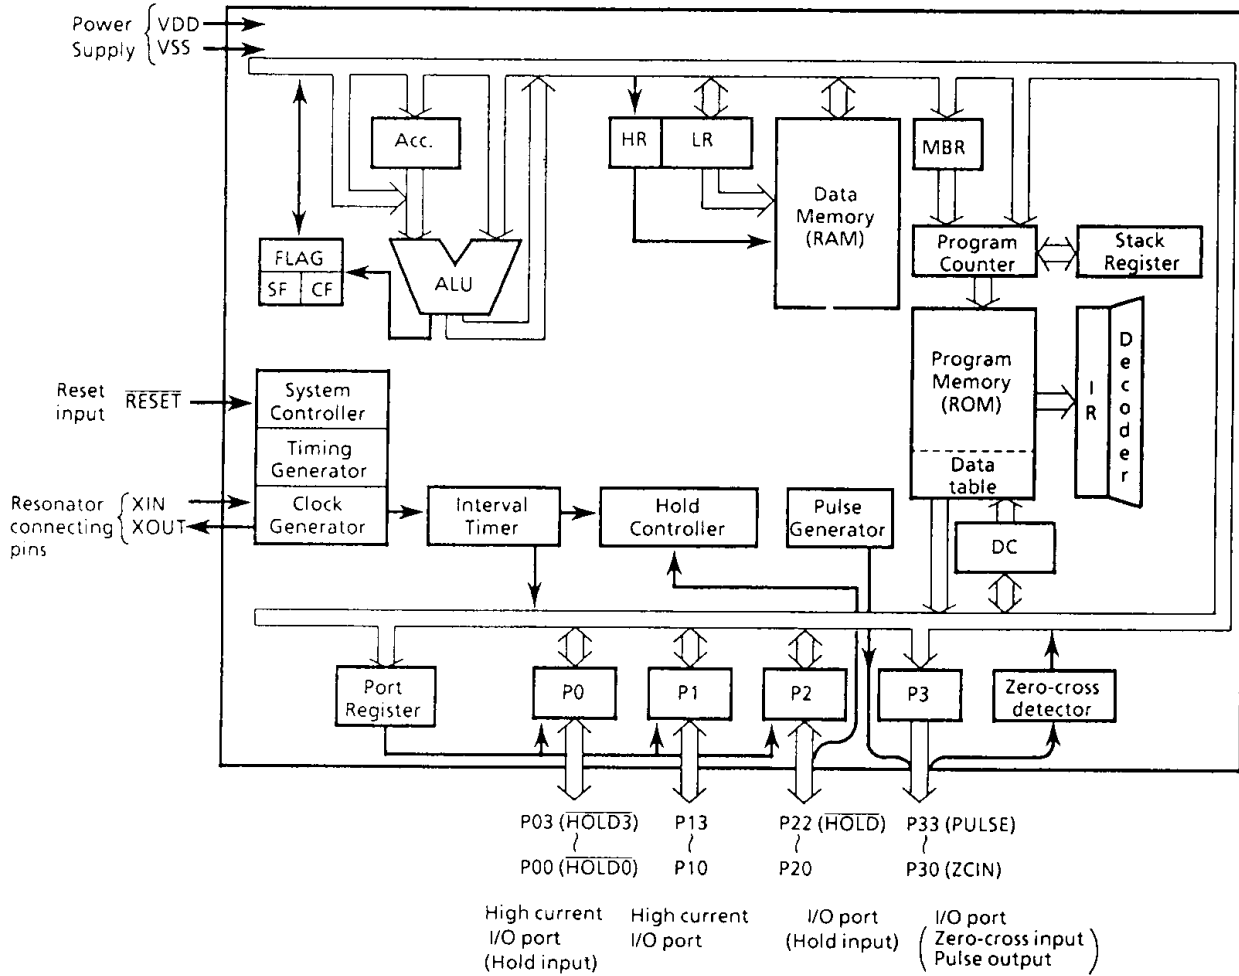 Power VDD
Supply VSS
Acc.
HR LR
MBR
Data
Memory
(RAM)
Program
Counter
Stack
Register
FLAG
SF CF
ALU
Program
Memory
(ROM)
Data
table
IR
Decoder
Reset
input RESET
System
Controller
Timing
Generator
Clock
Generator
Resonator
connecting
pins
XIN
XOUT
Interval
Timer
Hold
Controller
Pulse
Generator
DC
Port
Register
P0
P1
P2
P3
Zero-cross
detector
P03 (HOLD3) P13 P22 (HOLD) P33 (PULSE)
~ ~ ~ ~
P00 (HOLD0) P10 P20 P30 (ZCIN)
High current
I/O port
(Hold input)
High current
I/O port
I/O port
(Hold input)
I/O port
(Zero-cross input
Pulse output)